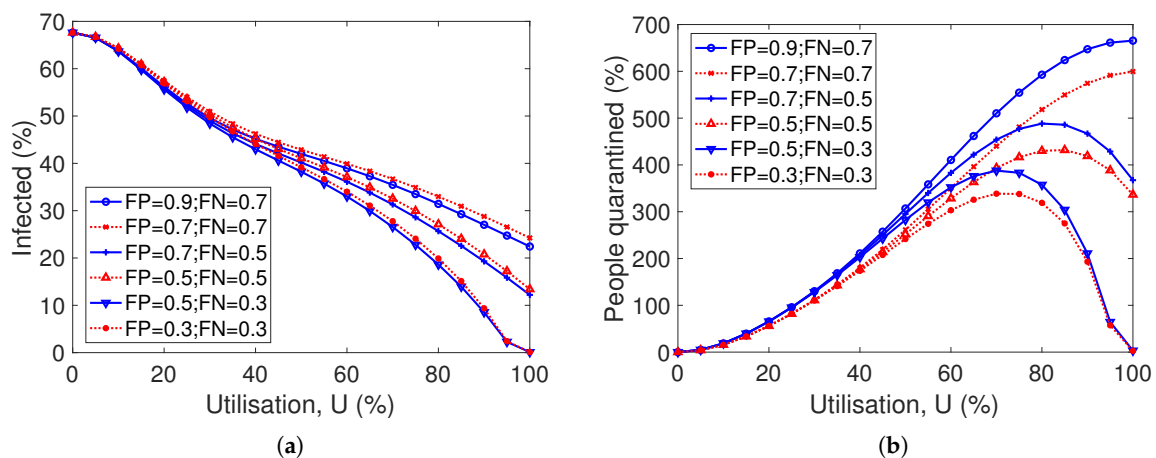 70
60
50
40
30
20
10
0
Infected (%)
FP=0.9;FN=0.7
FP=0.7;FN=0.7
FP=0.7;FN=0.5
FP=0.5;FN=0.5
FP=0.5;FN=0.3
FP=0.3;FN=0.3
0 20 40 60 80 100
Utilisation, U (%)
(a)
700
600
500
400
300
200
100
0
People quarantined (%)
FP=0.9;FN=0.7
FP=0.7;FN=0.7
FP=0.7;FN=0.5
FP=0.5;FN=0.5
FP=0.5;FN=0.3
FP=0.3;FN=0.3
0 20 40 60 80 100
Utilisation, U (%)
(b)